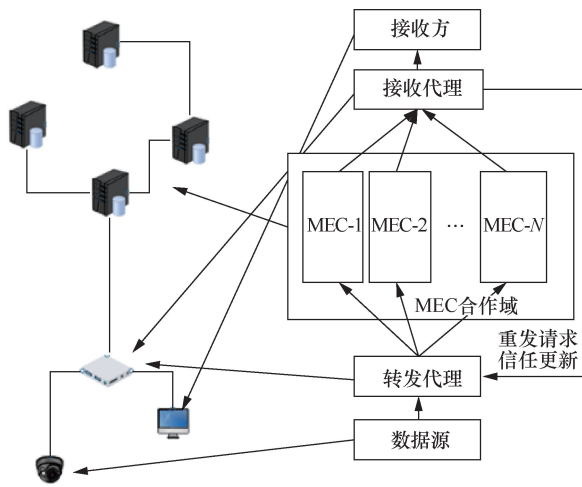 接收方
接收代理
MEC-1
MEC-2
···
MEC-N
MEC合作域
重发请求
信任更新
转发代理
数据源